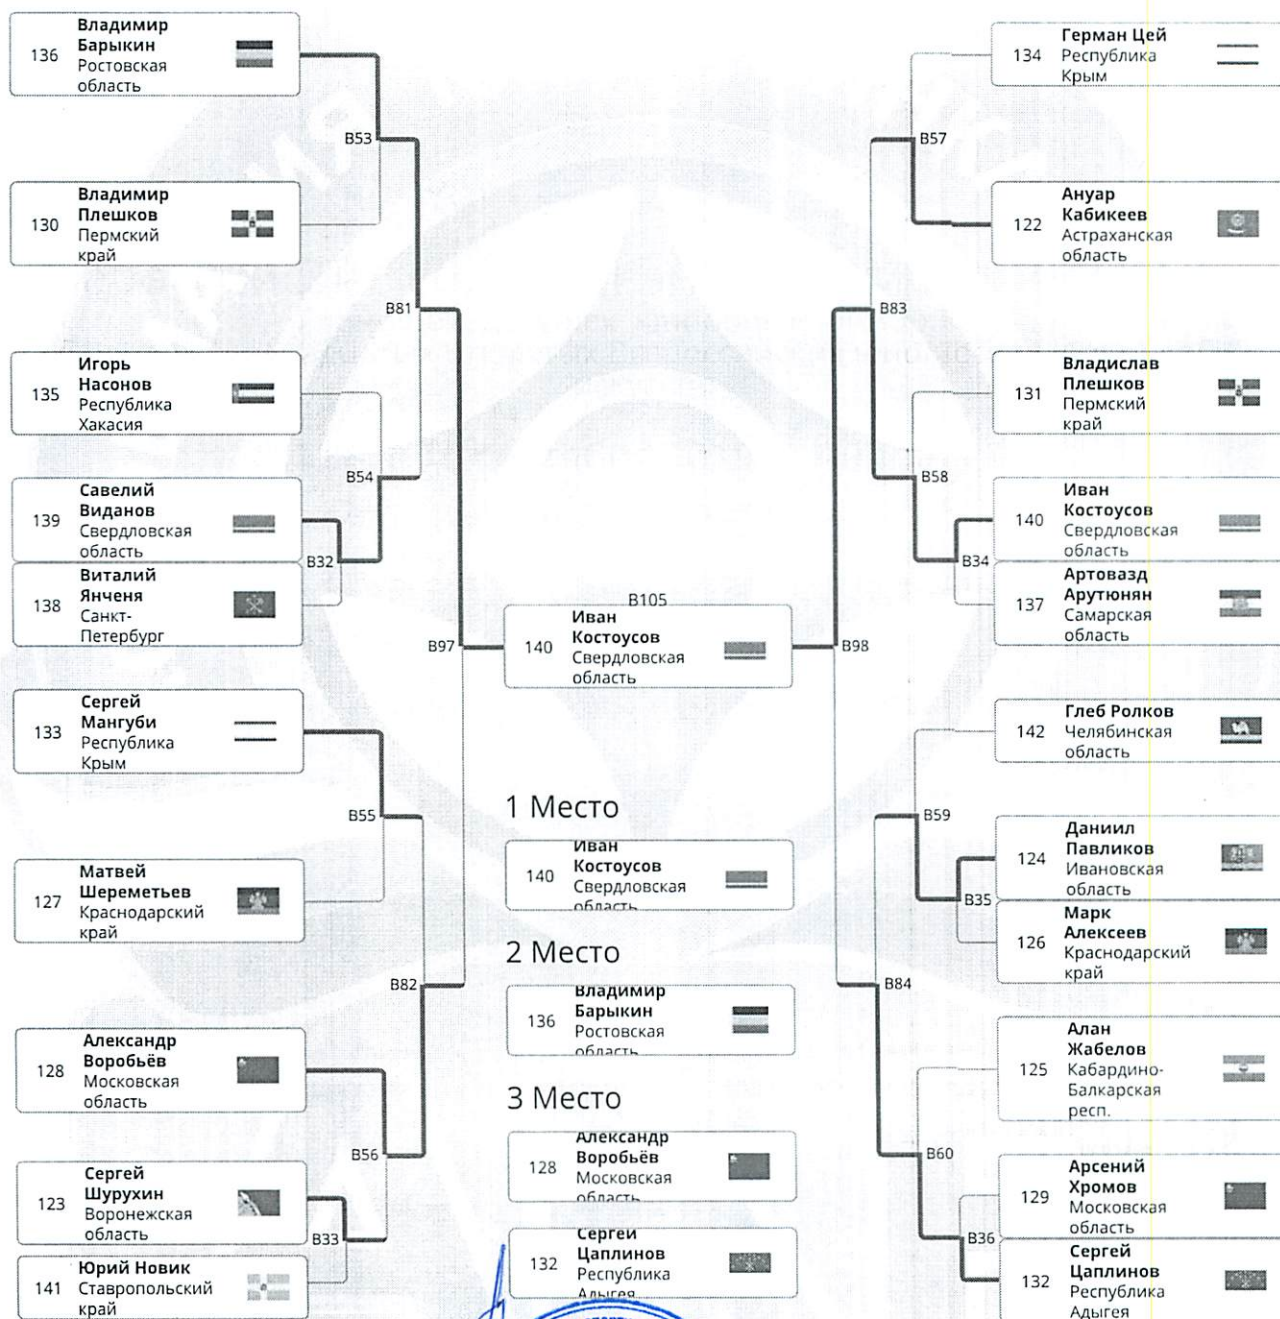 136
Владимир
Барыкин
Ростовская
область
B53
130
Владимир
Плешков
Пермский
край
B81
135
Игорь
Насонов
Республика
Хакасия
B54
139
Савелий
Виданов
Свердловская
область
B32
138
Виталий
Янченя
Санкт-
Петербург
B97
133
Сергей
Мангуби
Республика
Крым
B55
127
Матвей
Шереметьев
Краснодарский
край
B82
128
Александр
Воробьёв
Московская
область
B56
123
Сергей
Шурухин
Воронежская
область
B33
141
Юрий Новик
Ставропольский
край
B105
140
Иван
Костоусов
Свердловская
область
1 Место
140
Иван
Костоусов
Свердловская
область
2 Место
136
Владимир
Барыкин
Ростовская
область
3 Место
128
Александр
Воробьёв
Московская
область
132
Сергей
Цаплинов
Республика
Адыгея
134
Герман Цей
Республика
Крым
B57
122
Ануар
Кабикеев
Астраханская
область
B83
131
Владислав
Плешков
Пермский
край
B58
140
Иван
Костоусов
Свердловская
область
B34
137
Артовазд
Арутюнян
Самарская
область
B98
142
Глеб Ролков
Челябинская
область
B59
124
Даниил
Павликов
Ивановская
область
B35
126
Марк
Алексеев
Краснодарский
край
B84
125
Алан
Жабелов
Кабардино-
Балкарская
респ.
B60
129
Арсений
Хромов
Московская
область
B36
132
Сергей
Цаплинов
Республика
Адыгея